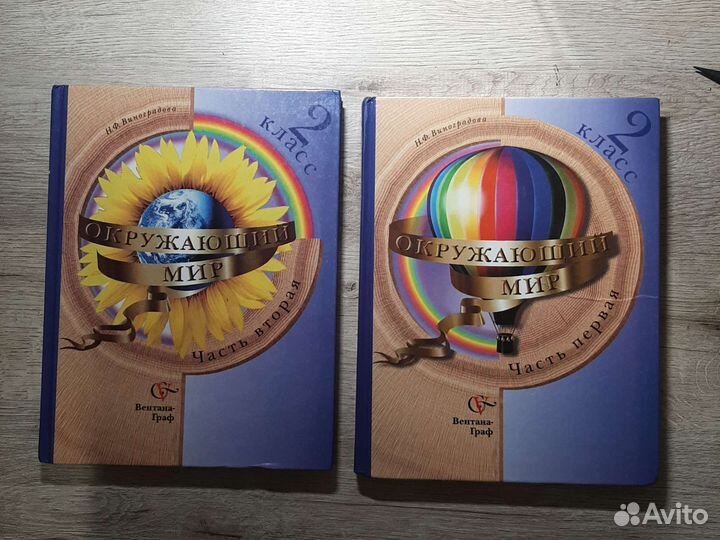 Н.Ф. Виноградова
2
класс
ОКРУЖАЮЩИЙ
МИР
Часть вторая
Вентана-
Граф
Н.Ф. Виноградова
2
класс
ОКРУЖАЮЩИЙ
МИР
Часть первая
Вентана-
Граф
Avito